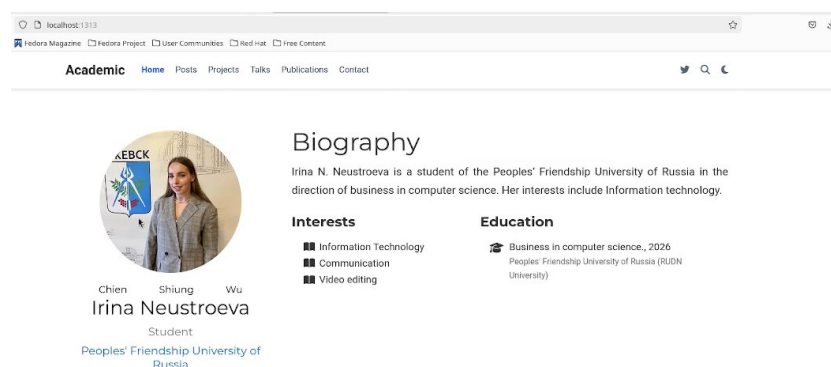 localhost:1313
Fedora Magazine Fedora Project User Communities Red Hat Free Content
Academic Home Posts Projects Talks Publications Contact
ЖЕВСК
Chien Shiung Wu
Irina Neustroeva
Student
Peoples' Friendship University of
Russia
Biography
Irina N. Neustroeva is a student of the Peoples' Friendship University of Russia in the
direction of business in computer science. Her interests include Information technology.
Interests
Information Technology
Communication
Video editing
Education
Business in computer science., 2026
Peoples' Friendship University of Russia (RUDN
University)